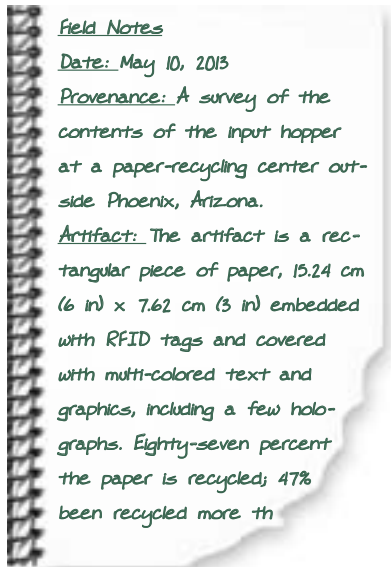 Field Notes
Date: May 10, 2013
Provenance: A survey of the
contents of the input hopper
at a paper-recycling center out-
side Phoenix, Arizona.
Artifact: The artifact is a rec-
tangular piece of paper, 15.24 cm
(6 in) x 7.62 cm (3 in) embedded
with RFID tags and covered
with multi-colored text and
graphics, including a few holo-
graphs. Eighty-seven percent
the paper is recycled; 47%
been recycled more th